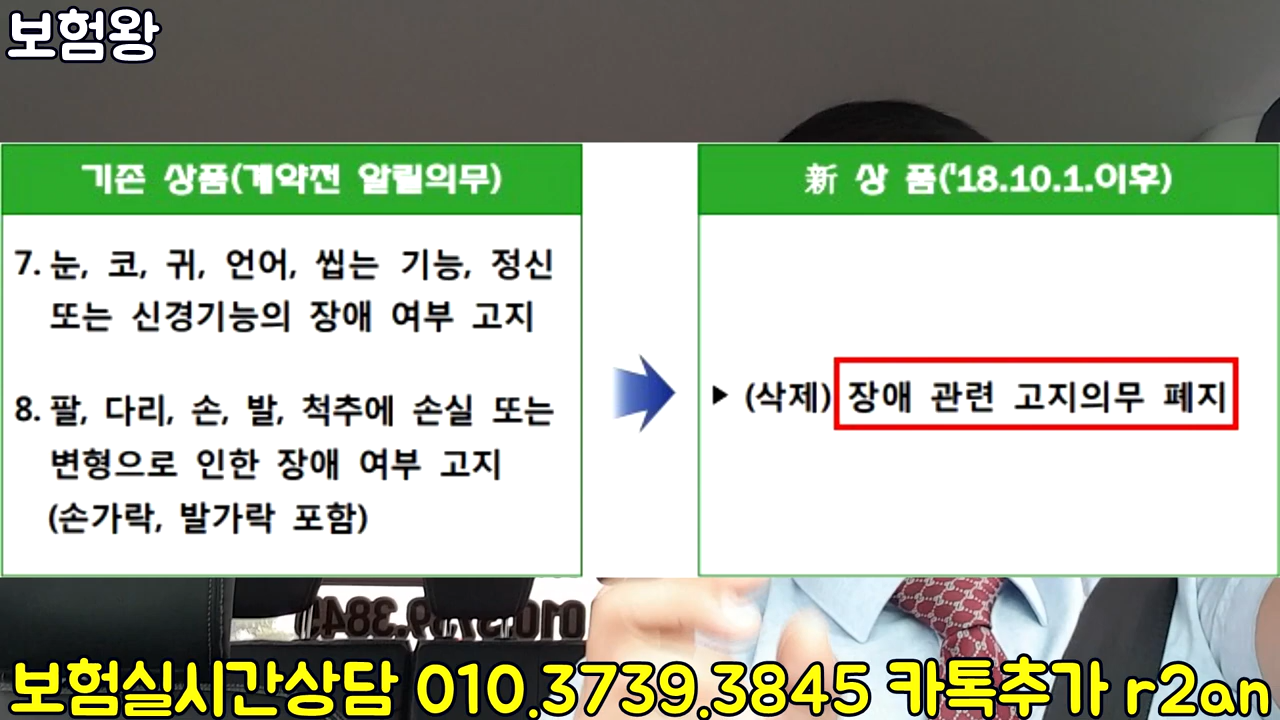 보험왕
기존 상품(계약전 알릴의무)
7. 눈, 코, 귀, 언어, 씹는 기능, 정신
또는 신경기능의 장애 여부 고지
8. 팔, 다리, 손, 발, 척추에 손실 또는
변형으로 인한 장애 여부 고지
(손가락, 발가락 포함)
新 상 품('18.10.1.이후)
▶ (삭제) 장애 관련 고지의무 폐지
010.3739.3845
보험실시간상담 010.3739.3845 카톡추가 r2an